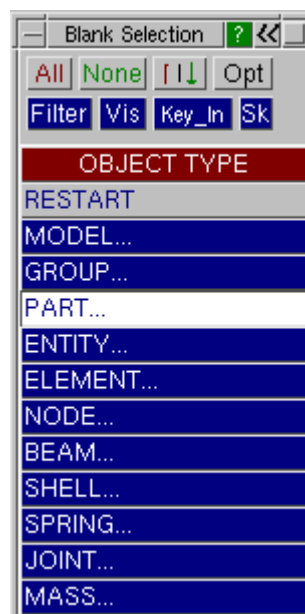 Blank Selection ?
All None Opt
Filter Vis Key_In Sk
OBJECT TYPE
RESTART
MODEL...
GROUP...
PART...
ENTITY...
ELEMENT...
NODE...
BEAM...
SHELL...
SPRING...
JOINT...
MASS...